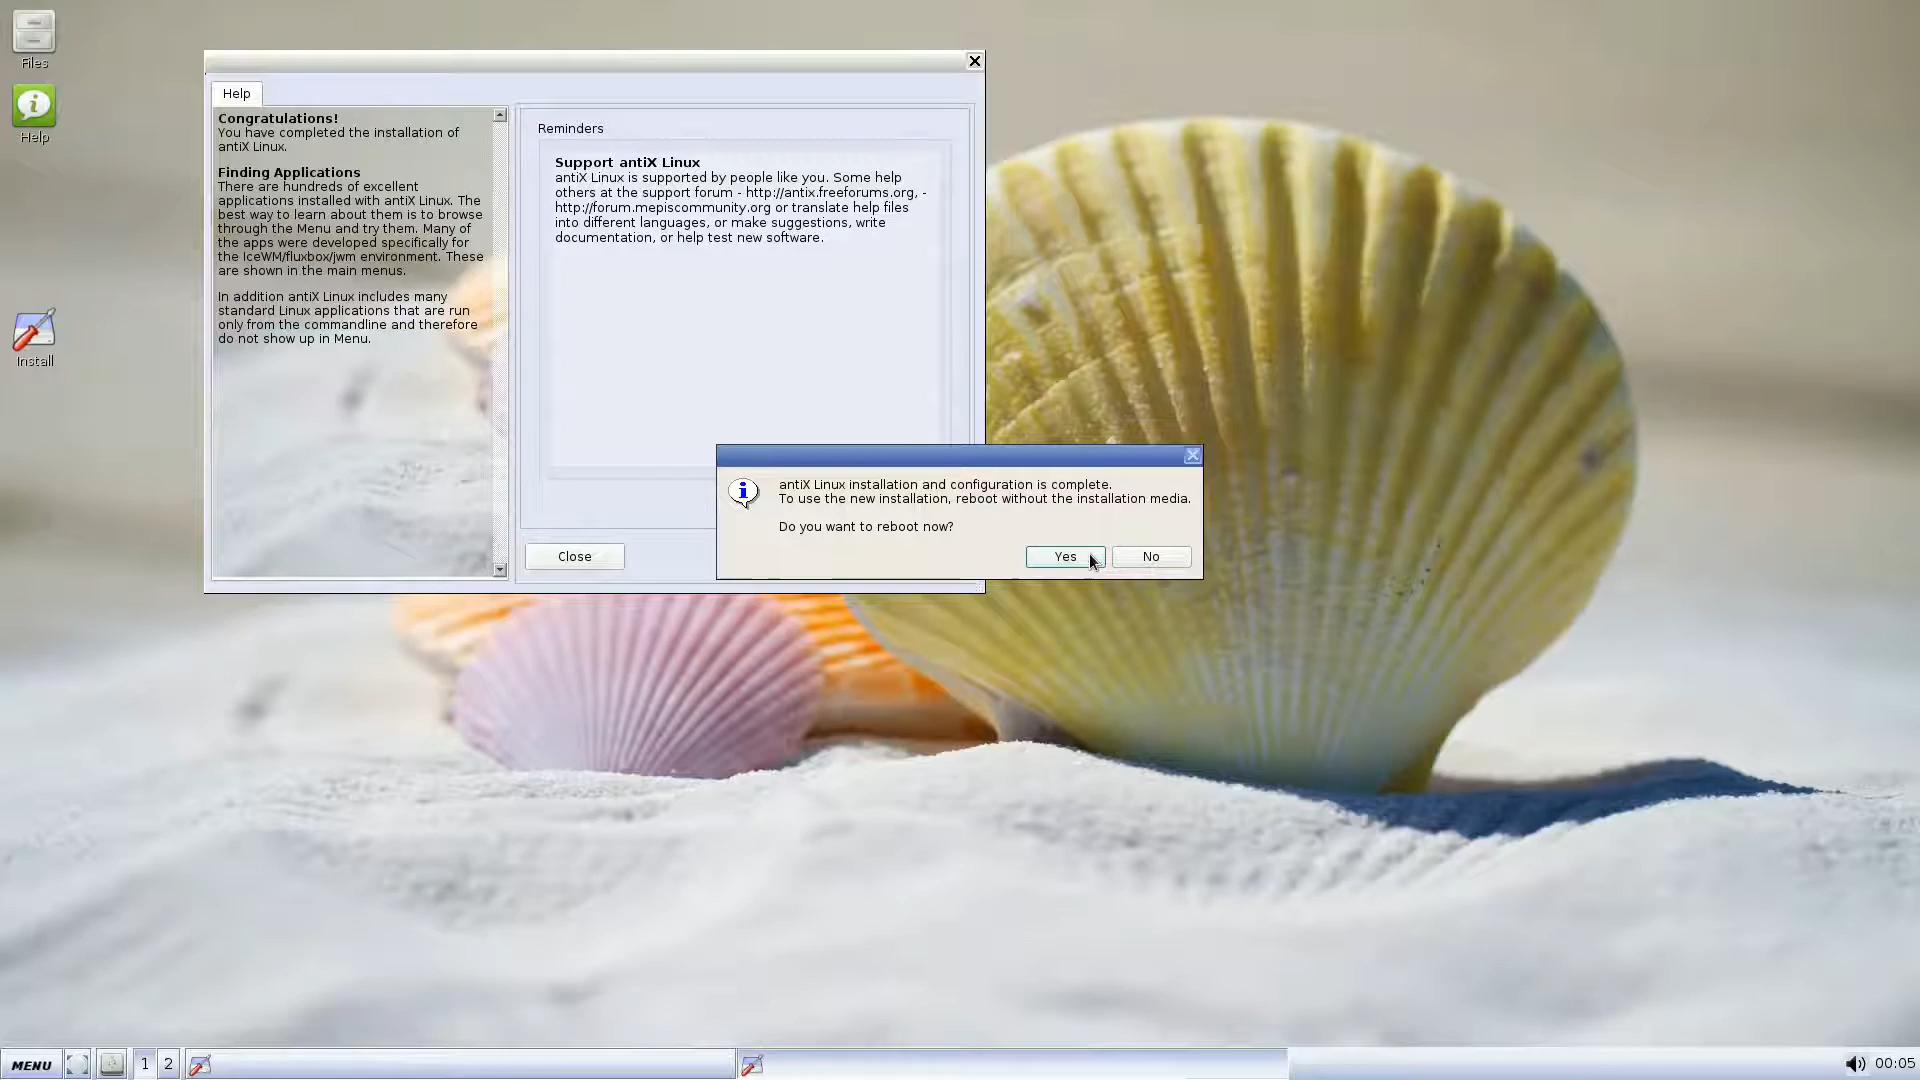 Files
Help
Install
Help
Congratulations!
You have completed the installation of
antiX Linux.
Finding Applications
There are hundreds of excellent
applications installed with antiX Linux. The
best way to learn about them is to browse
through the Menu and try them. Many of
the apps were developed specifically for
the IceWM/fluxbox/jwm environment. These
are shown in the main menus.
In addition antiX Linux includes many
standard Linux applications that are run
only from the commandline and therefore
do not show up in Menu.
Reminders
Support antiX Linux
antiX Linux is supported by people like you. Some help
others at the support forum - http://antix.freeforums.org, -
http://forum.mepiscommunity.org or translate help files
into different languages, or make suggestions, write
documentation, or help test new software.
Close
antiX Linux installation and configuration is complete.
To use the new installation, reboot without the installation media.
Do you want to reboot now?
Yes No
MENU 1 2 00:05